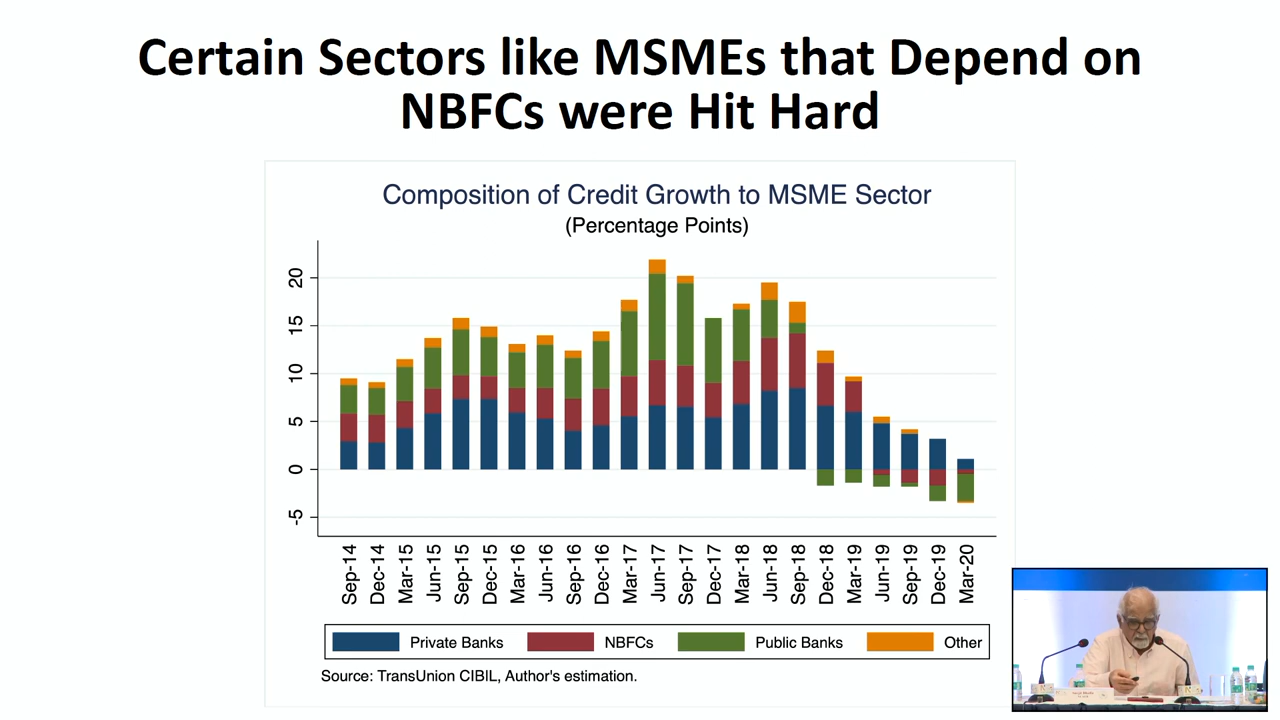 Certain Sectors like MSMEs that Depend on
NBFCs were Hit Hard
Composition of Credit Growth to MSME Sector
(Percentage Points)
20
15
10
5
0
-5
Sep-14
Dec-14
Mar-15
Jun-15
Sep-15
Dec-15
Mar-16
Jun-16
Sep-16
Dec-16
Mar-17
Jun-17
Sep-17
Dec-17
Mar-18
Jun-18
Sep-18
Dec-18
Mar-19
Jun-19
Sep-19
Dec-19
Mar-20
Private Banks
NBFCs
Public Banks
Other
Source: TransUnion CIBIL, Author's estimation.